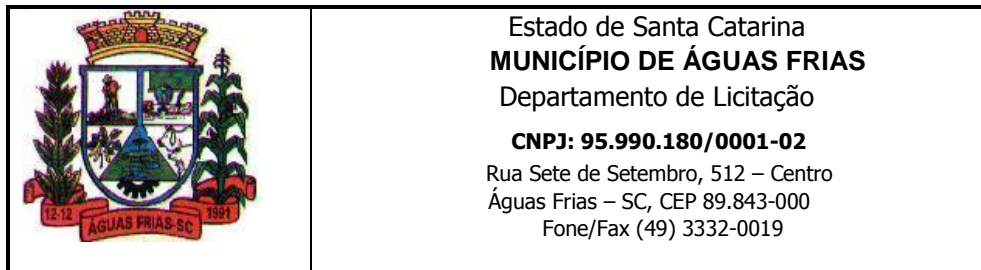 12-12
ÁGUAS FRIAS-SC
1991
Estado de Santa Catarina
MUNICÍPIO DE ÁGUAS FRIAS
Departamento de Licitação
CNPJ: 95.990.180/0001-02
Rua Sete de Setembro, 512 – Centro
Águas Frias – SC, CEP 89.843-000
Fone/Fax (49) 3332-0019